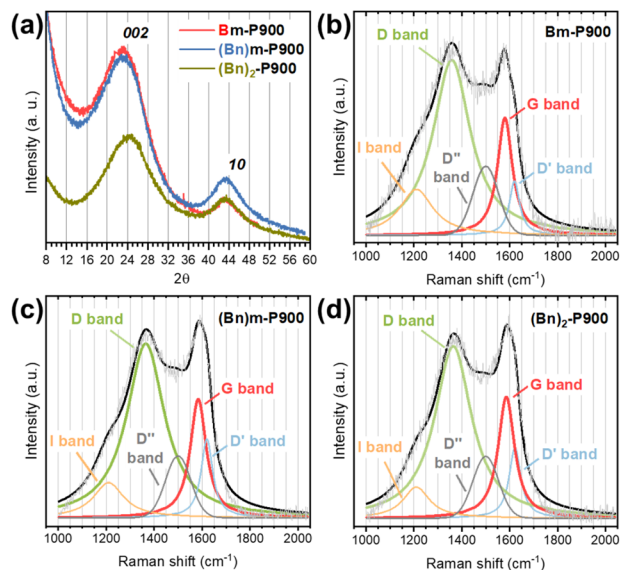 (a)
002
10
Bm-P900
(Bn)m-P900
(Bn)2-P900
Intensity (a. u.)
8 12 16 20 24 28 32 36 40 44 48 52 56 60
2θ
(b)
Bm-P900
D band
G band
I band
D''
band
D' band
Intensity (a.u.)
1000 1200 1400 1600 1800 2000
Raman shift (cm-1)
(c)
(Bn)m-P900
D band
G band
I band
D''
band
D' band
Intensity (a.u.)
1000 1200 1400 1600 1800 2000
Raman shift (cm-1)
(d)
(Bn)2-P900
D band
G band
I band
D''
band
D' band
Intensity (a.u.)
1000 1200 1400 1600 1800 2000
Raman shift (cm-1)